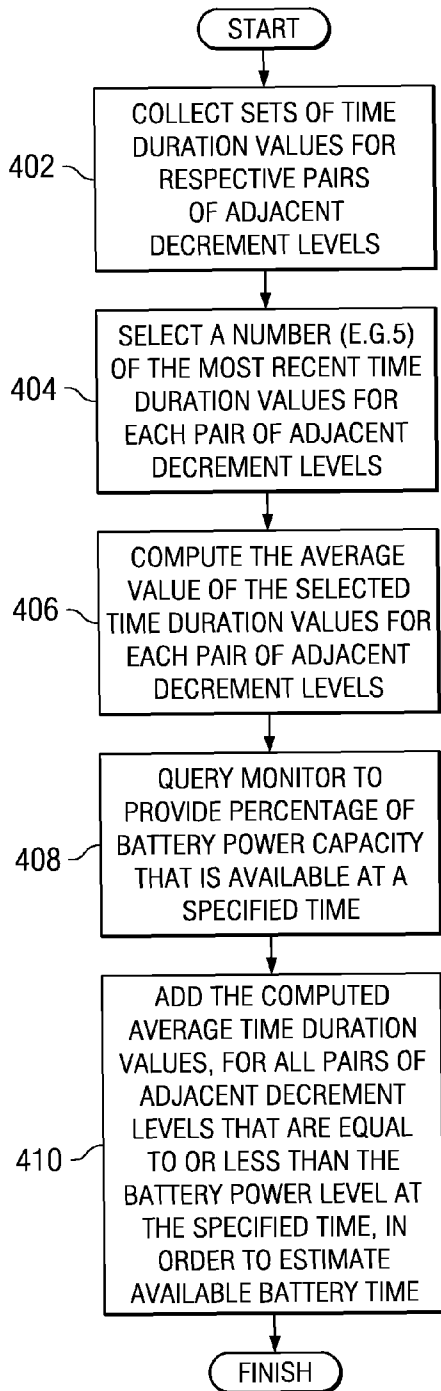 START
402
COLLECT SETS OF TIME
DURATION VALUES FOR
RESPECTIVE PAIRS
OF ADJACENT
DECREMENT LEVELS
404
SELECT A NUMBER (E.G.5)
OF THE MOST RECENT TIME
DURATION VALUES FOR
EACH PAIR OF ADJACENT
DECREMENT LEVELS
406
COMPUTE THE AVERAGE
VALUE OF THE SELECTED
TIME DURATION VALUES FOR
EACH PAIR OF ADJACENT
DECREMENT LEVELS
408
QUERY MONITOR TO
PROVIDE PERCENTAGE OF
BATTERY POWER CAPACITY
THAT IS AVAILABLE AT A
SPECIFIED TIME
410
ADD THE COMPUTED
AVERAGE TIME DURATION
VALUES, FOR ALL PAIRS OF
ADJACENT DECREMENT
LEVELS THAT ARE EQUAL
TO OR LESS THAN THE
BATTERY POWER LEVEL AT
THE SPECIFIED TIME, IN
ORDER TO ESTIMATE
AVAILABLE BATTERY TIME
FINISH